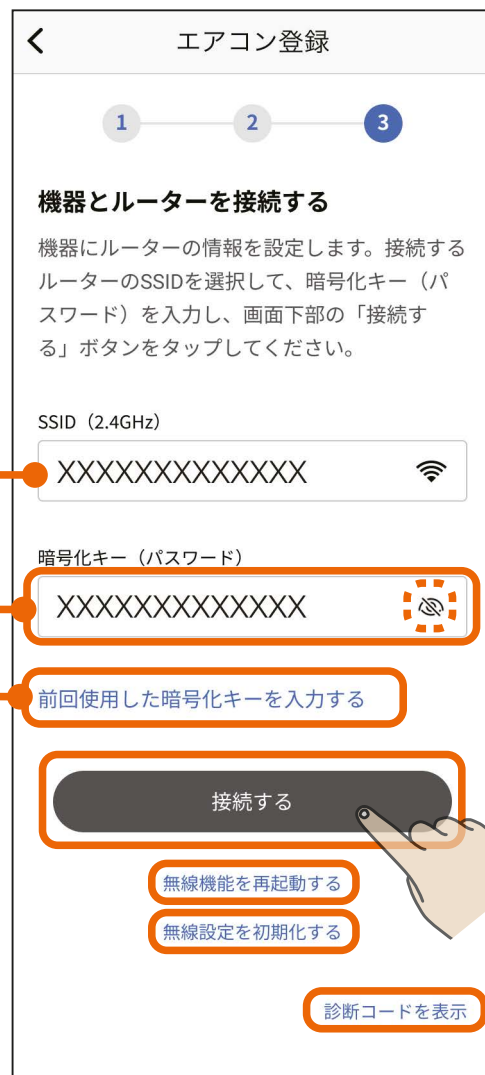 エアコン登録
1 2 3
機器とルーターを接続する
機器にルーターの情報を設定します。接続する
ルーターのSSIDを選択して、暗号化キー（パ
スワード）を入力し、画面下部の「接続す
る」ボタンをタップしてください。
SSID（2.4GHz）
XXXXXXXXXXXXX
暗号化キー（パスワード）
XXXXXXXXXXXXX
前回使用した暗号化キーを入力する
接続する
無線機能を再起動する
無線設定を初期化する
診断コードを表示